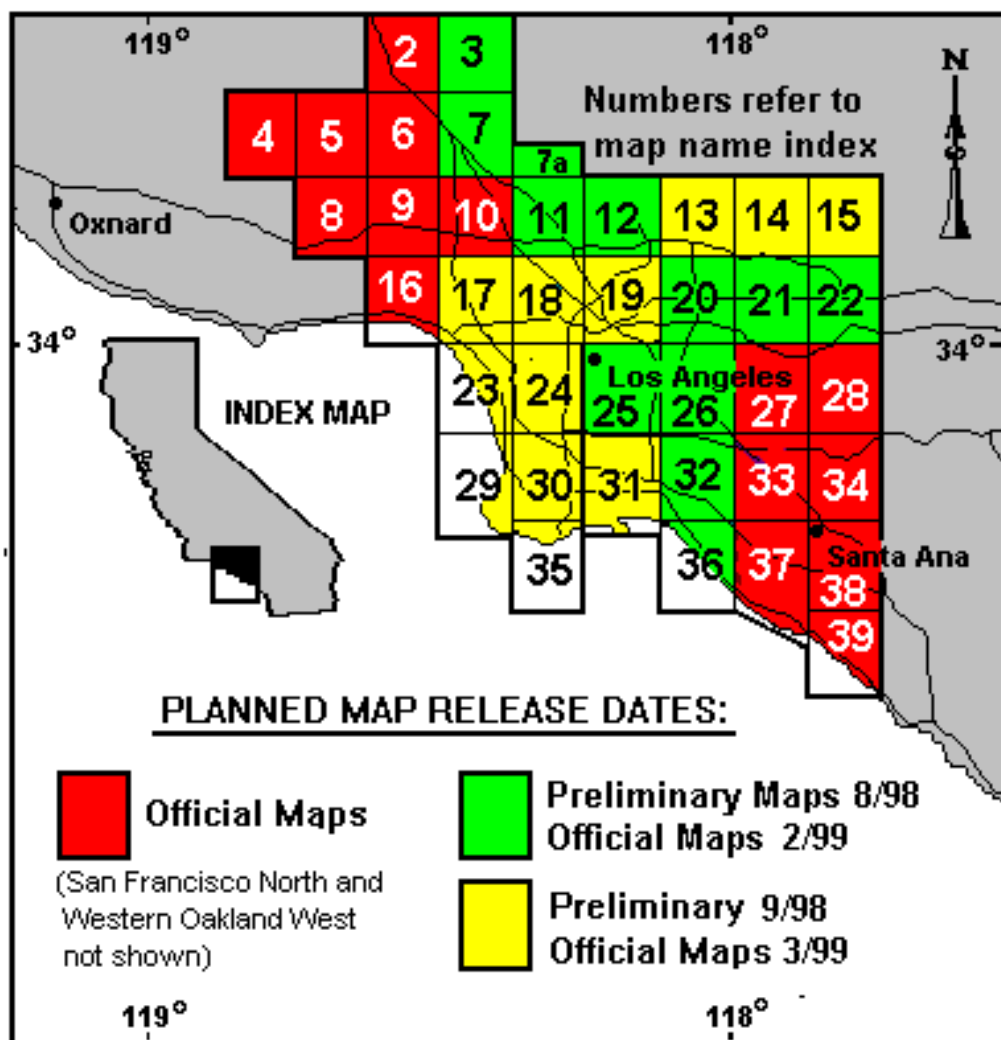 119°
118°
N
2
3
Numbers refer to
map name index
4
5
6
7
7a
Oxnard
8
9
10
11
12
13
14
15
16
17
18
19
20
21
22
34°
34°
INDEX MAP
23
24
Los Angeles
25
26
27
28
29
30
31
32
33
34
35
36
37
Santa Ana
38
39
PLANNED MAP RELEASE DATES:
Official Maps
(San Francisco North and
Western Oakland West
not shown)
Preliminary Maps 8/98
Official Maps 2/99
Preliminary 9/98
Official Maps 3/99
119°
118°